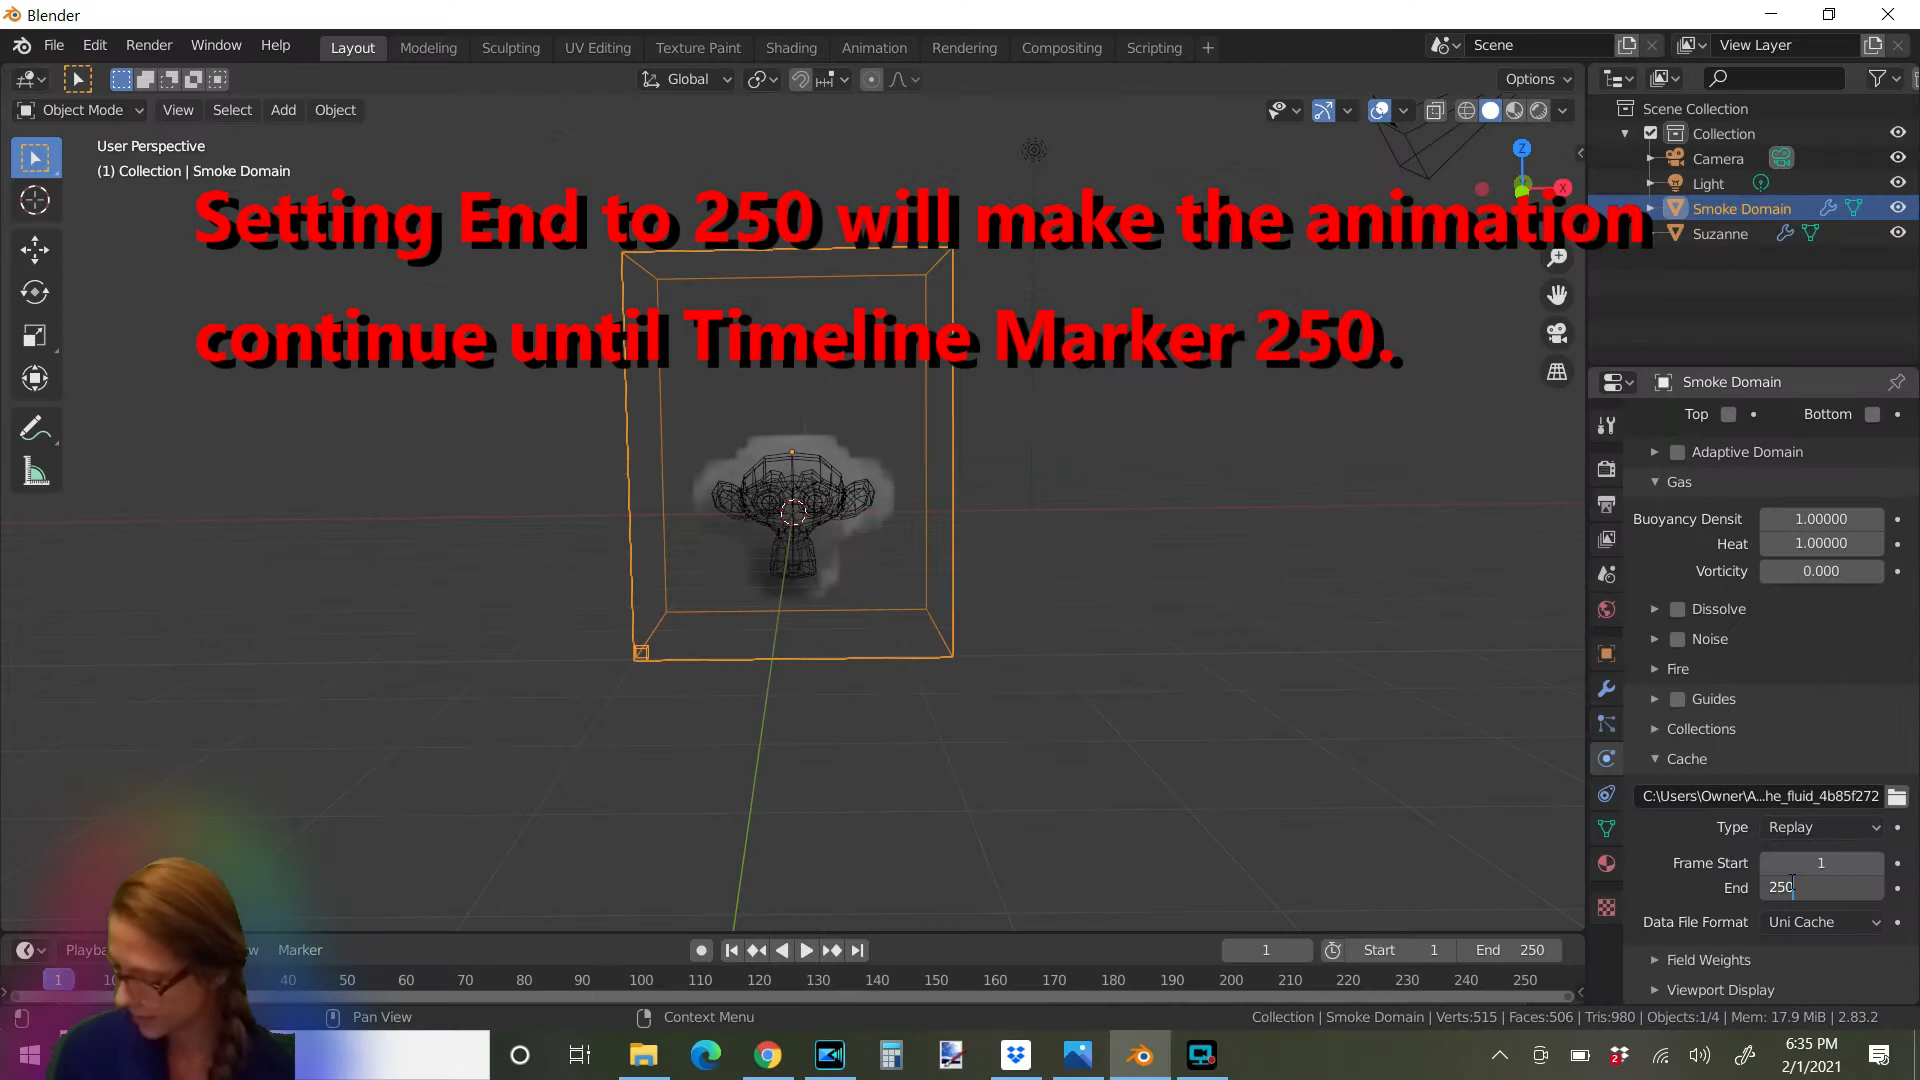 Blender
File Edit Render Window Help Layout Modeling Sculpting UV Editing Texture Paint Shading Animation Rendering Compositing Scripting + Scene View Layer
Global Options
Object Mode View Select Add Object
User Perspective
(1) Collection | Smoke Domain
Setting End to 250 will make the animation
continue until Timeline Marker 250.
Z
X
Scene Collection
Collection
Camera
Light
Smoke Domain
Suzanne
Smoke Domain
Top Bottom
Adaptive Domain
Gas
Buoyancy Densit 1.00000
Heat 1.00000
Vorticity 0.000
Dissolve
Noise
Fire
Guides
Collections
Cache
C:\Users\Owner\A...he_fluid_4b85f272
Type Replay
Frame Start 1
End 250
Data File Format Uni Cache
Field Weights
Viewport Display
Marker 1 Start 1 End 250
1 40 50 60 70 80 90 100 110 120 130 140 150 160 170 180 190 200 210 220 230 240 250
Pan View Context Menu Collection | Smoke Domain | Verts:515 | Faces:506 | Tris:980 | Objects:1/4 | Mem: 17.9 MiB | 2.83.2
2
6:35 PM
2/1/2021